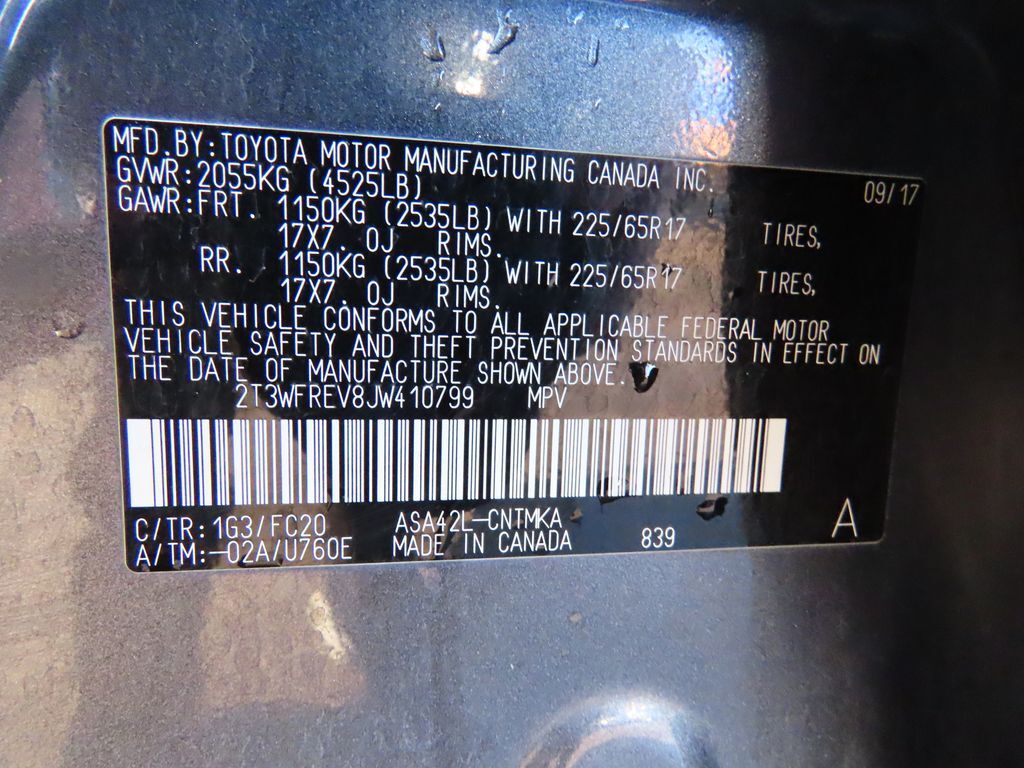 MFD.BY:TOYOTA MOTOR MANUFACTURING CANADA INC. 09/17
GVWR:2055KG (4525LB)
GAWR:FRT. 1150KG (2535LB) WITH 225/65R17 TIRES,
17X7.0J RIMS.
RR. 1150KG (2535LB) WITH 225/65R17 TIRES,
17X7.0J RIMS.
THIS VEHICLE CONFORMS TO ALL APPLICABLE FEDERAL MOTOR
VEHICLE SAFETY AND THEFT PREVENTION STANDARDS IN EFFECT ON
THE DATE OF MANUFACTURE SHOWN ABOVE.
2T3WFREV8JW410799 MPV
C/TR:1G3/FC20 ASA42L-CNTMKA A
A/TM:-02A/U760E MADE IN CANADA 839